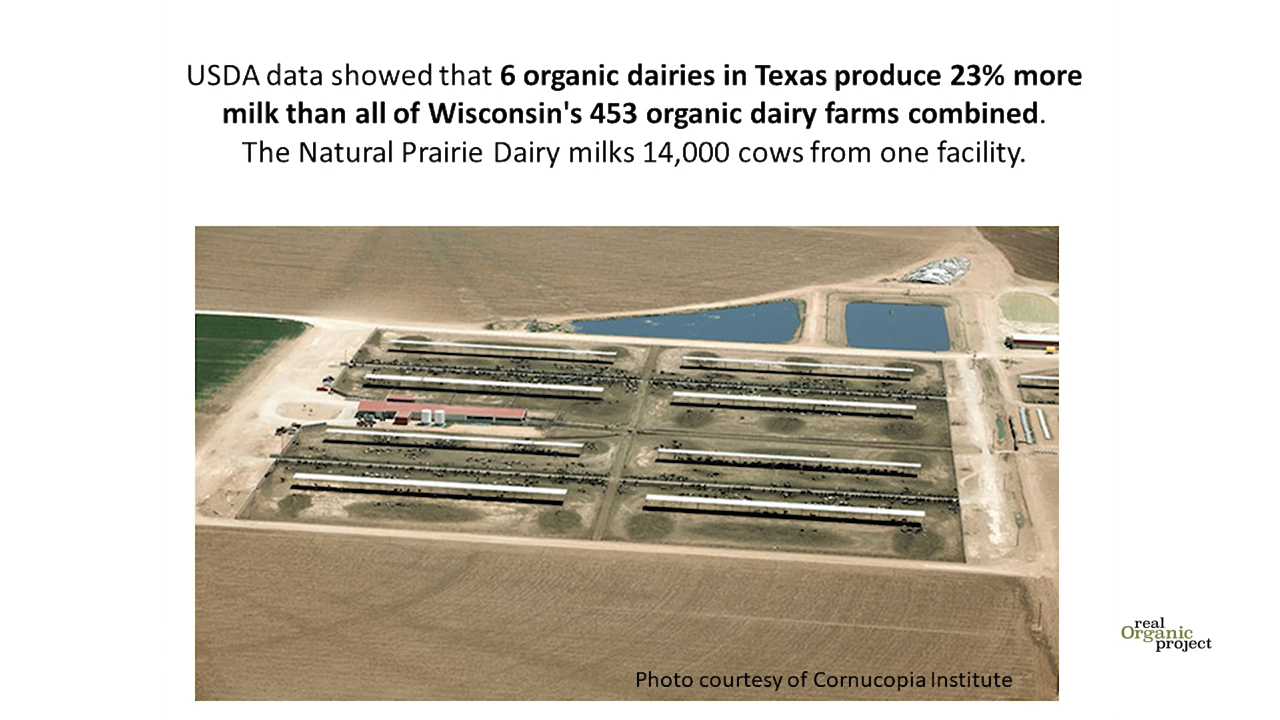 USDA data showed that 6 organic dairies in Texas produce 23% more
milk than all of Wisconsin's 453 organic dairy farms combined.
The Natural Prairie Dairy milks 14,000 cows from one facility.
real
Organic
project
Photo courtesy of Cornucopia Institute